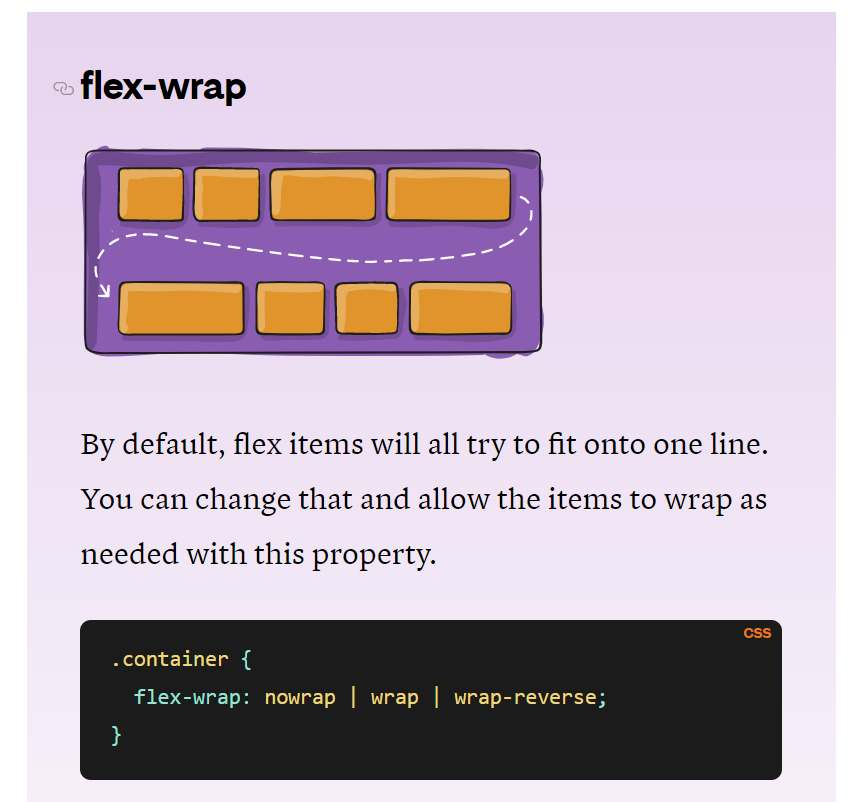 flex-wrap
By default, flex items will all try to fit onto one line.
You can change that and allow the items to wrap as
needed with this property.
CSS
.container {
  flex-wrap: nowrap | wrap | wrap-reverse;
}